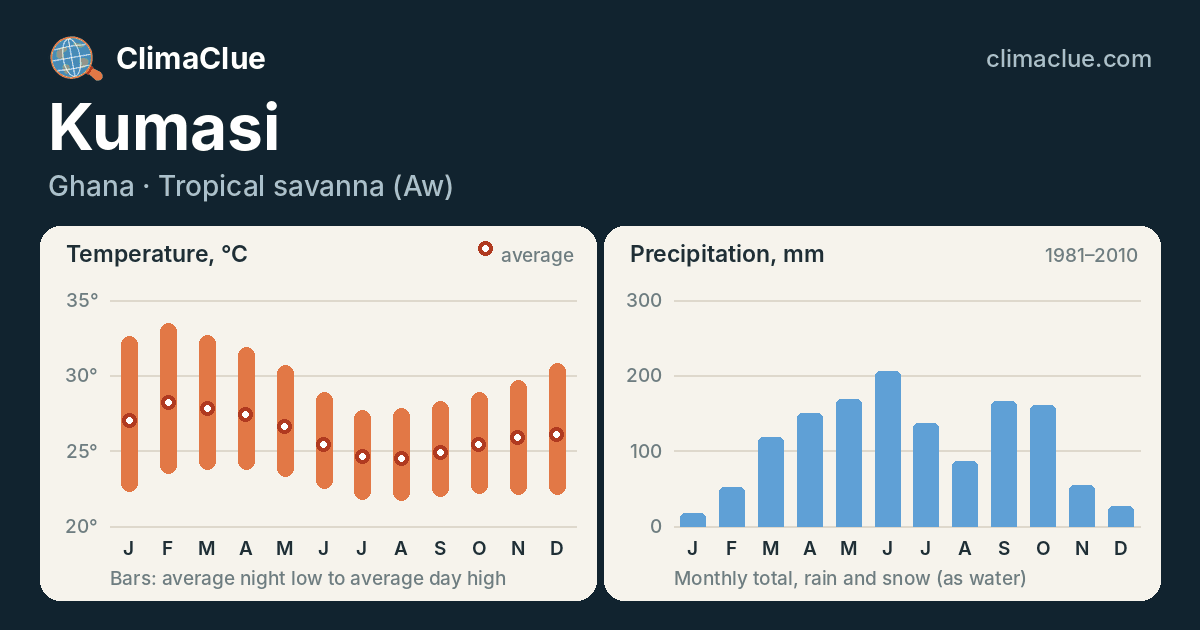 ClimaClue
climaclue.com
Kumasi
Ghana · Tropical savanna (Aw)
Temperature, °C
average
35°
30°
25°
20°
J F M A M J J A S O N D
Bars: average night low to average day high
Precipitation, mm
1981–2010
300
200
100
0
J F M A M J J A S O N D
Monthly total, rain and snow (as water)